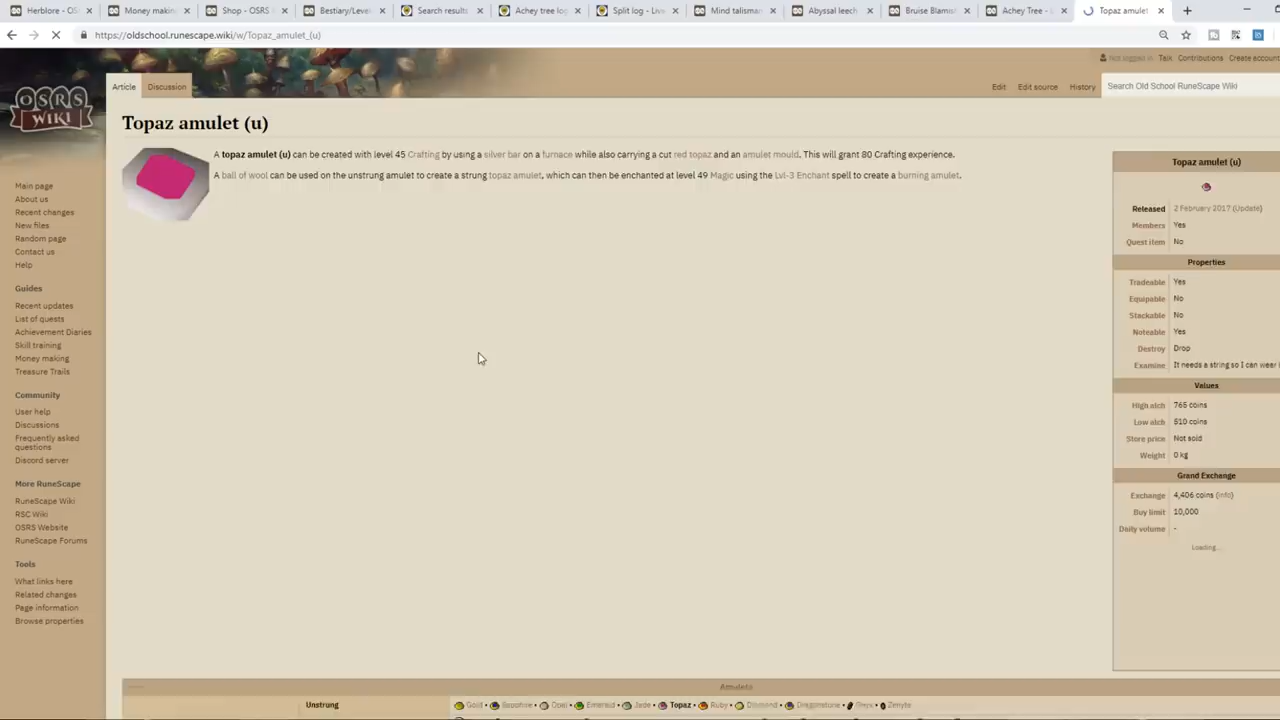 Herblore - OS
Money making
Shop - OSRS
Bestiary/Level
Search results
Achey tree log
Split log - Live
Mind talisman
Abyssal leech
Bruise Blamish
Achey Tree - 
Topaz amulet
https://oldschool.runescape.wiki/w/Topaz_amulet_(u)
Not logged in Talk Contributions Create account
Article Discussion Edit Edit source History Search Old School RuneScape Wiki
OSRS
WIKI
Topaz amulet (u)
A topaz amulet (u) can be created with level 45 Crafting by using a silver bar on a furnace while also carrying a cut red topaz and an amulet mould. This will grant 80 Crafting experience.
A ball of wool can be used on the unstrung amulet to create a strung topaz amulet, which can then be enchanted at level 49 Magic using the Lvl-3 Enchant spell to create a burning amulet.
Main page
About us
Recent changes
New files
Random page
Contact us
Help
Guides
Recent updates
List of quests
Achievement Diaries
Skill training
Money making
Treasure Trails
Community
User help
Discussions
Frequently asked
questions
Discord server
More RuneScape
RuneScape Wiki
RSC Wiki
OSRS Website
RuneScape Forums
Tools
What links here
Related changes
Page information
Browse properties
Topaz amulet (u)
Released 2 February 2017 (Update)
Members Yes
Quest item No
Properties
Tradeable Yes
Equipable No
Stackable No
Noteable Yes
Destroy Drop
Examine It needs a string so I can wear
Values
High alch 765 coins
Low alch 510 coins
Store price Not sold
Weight 0 kg
Grand Exchange
Exchange 4,406 coins (info)
Buy limit 10,000
Daily volume -
Loading...
Amulets
Unstrung Gold • Sapphire • Opal • Emerald • Jade • Topaz • Ruby • Diamond • Dragonstone • Onyx • Zenyte